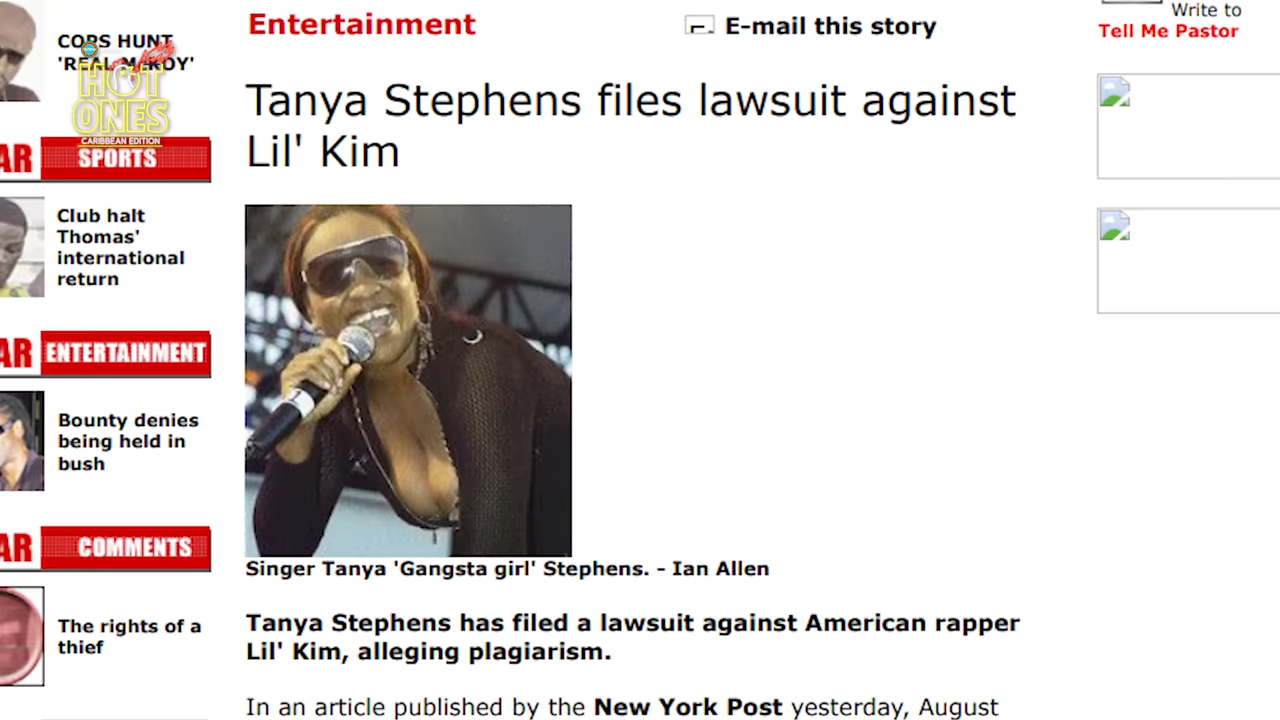 COPS HUNT
'REAL McKOY'
HOT
ONES
CARIBBEAN EDITION
AR SPORTS
Club halt
Thomas'
international
return
AR ENTERTAINMENT
Bounty denies
being held in
bush
AR COMMENTS
The rights of a
thief
Entertainment
E-mail this story
Tanya Stephens files lawsuit against
Lil' Kim
Singer Tanya 'Gangsta girl' Stephens. - Ian Allen
Tanya Stephens has filed a lawsuit against American rapper
Lil' Kim, alleging plagiarism.
In an article published by the New York Post yesterday, August
Write to
Tell Me Pastor